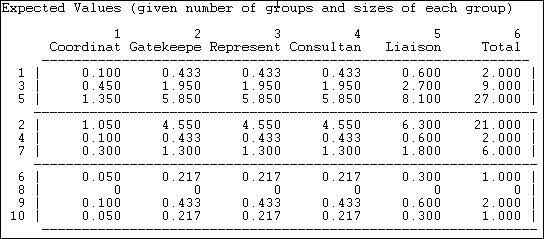 Expected Values (given number of groups and sizes of each group)
1 2 3 4 5 6
Coordinat Gatekeepe Represent Consultan Liaison Total
1 | 0.100 0.433 0.433 0.433 0.600 2.000 |
3 | 0.450 1.950 1.950 1.950 2.700 9.000 |
5 | 1.350 5.850 5.850 5.850 8.100 27.000 |
2 | 1.050 4.550 4.550 4.550 6.300 21.000 |
4 | 0.100 0.433 0.433 0.433 0.600 2.000 |
7 | 0.300 1.300 1.300 1.300 1.800 6.000 |
6 | 0.050 0.217 0.217 0.217 0.300 1.000 |
8 | 0 0 0 0 0 0 |
9 | 0.100 0.433 0.433 0.433 0.600 2.000 |
10 | 0.050 0.217 0.217 0.217 0.300 1.000 |